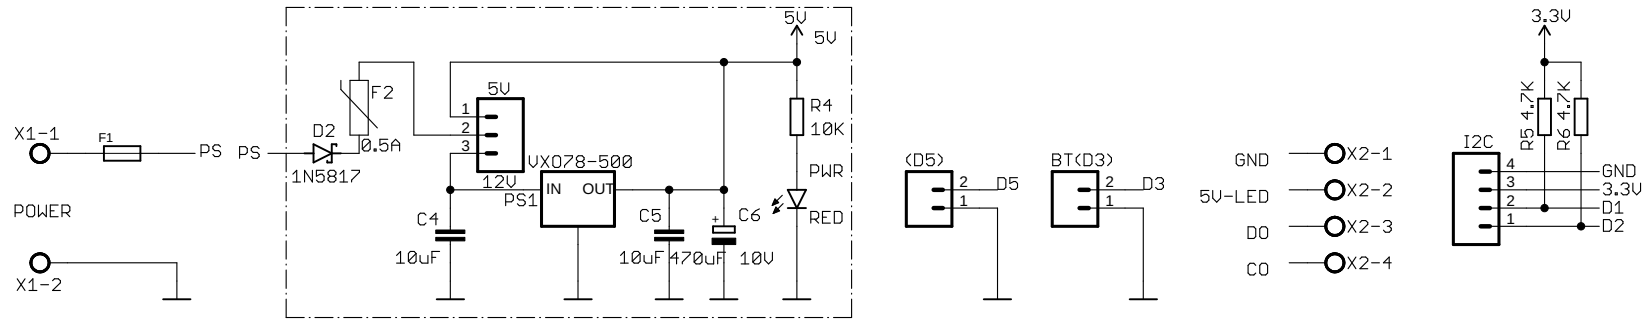 X1-1
F1
PS
POWER
X1-2
PS
D2
1N5817
F2
0.5A
5V
1
2
3
12V
VXO78-500
PS1
IN
OUT
C4
10uF
C5
10uF
C6
+
470uF
10V
5V
5V
R4
10K
PWR
RED
(D5)
2
1
D5
BT(D3)
2
1
D3
GND
X2-1
5V-LED
X2-2
DO
X2-3
CO
X2-4
3.3V
R5 4.7K
R6 4.7K
I2C
4
3
2
1
GND
3.3V
D1
D2